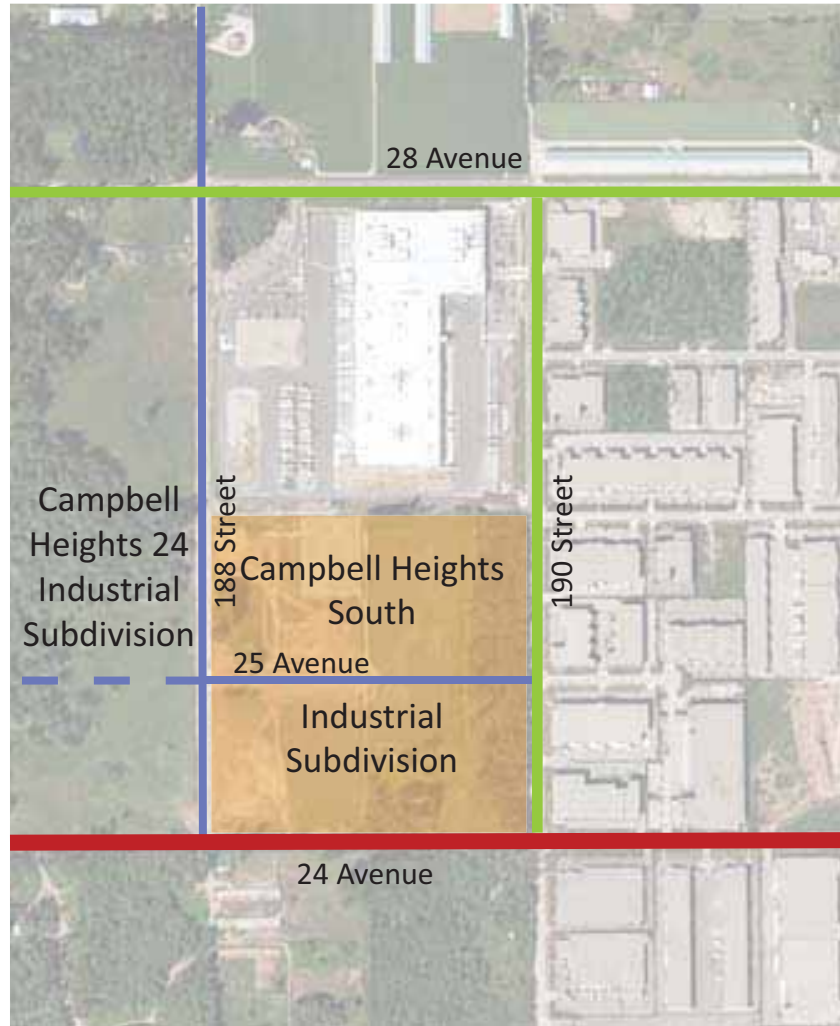 28 Avenue
Campbell
Heights 24
Industrial
Subdivision
188 Street
Campbell Heights
South
190 Street
25 Avenue
Industrial
Subdivision
24 Avenue